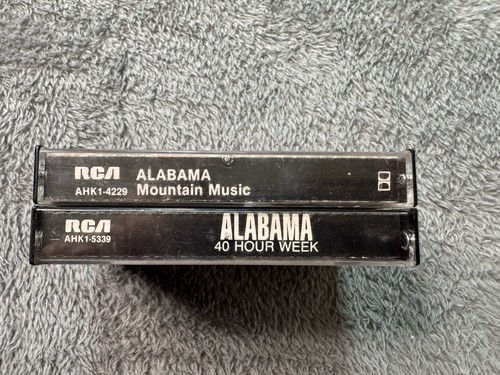 RCA ALABAMA
AHK1-4229 Mountain Music
RCA ALABAMA
AHK1-5339 40 HOUR WEEK